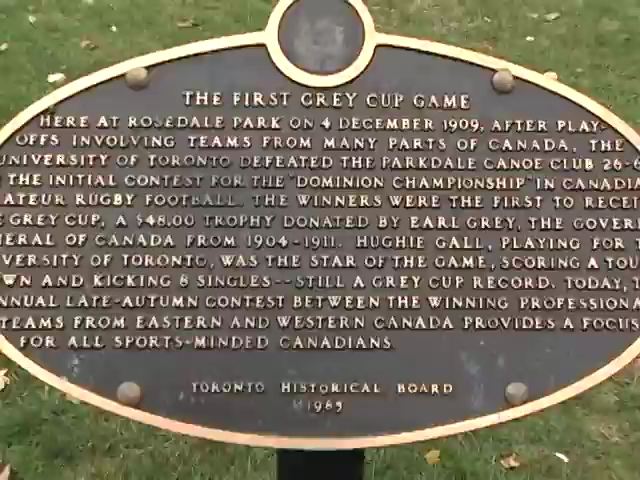 THE FIRST GREY CUP GAME
HERE AT ROSEDALE PARK ON 4 DECEMBER 1909, AFTER PLAY-
OFFS INVOLVING TEAMS FROM MANY PARTS OF CANADA, THE
UNIVERSITY OF TORONTO DEFEATED THE PARKDALE CANOE CLUB 26-6
THE INITIAL CONTEST FOR THE "DOMINION CHAMPIONSHIP" IN CANADIA
ATEUR RUGBY FOOTBALL. THE WINNERS WERE THE FIRST TO RECEI
GREY CUP, A $48.00 TROPHY DONATED BY EARL GREY, THE GOVER
ERAL OF CANADA FROM 1904-1911. HUGHIE GALL, PLAYING FOR
VERSITY OF TORONTO, WAS THE STAR OF THE GAME, SCORING A TOU
WN AND KICKING 8 SINGLES--STILL A GREY CUP RECORD. TODAY,
NNUAL LATE-AUTUMN CONTEST BETWEEN THE WINNING PROFESSIONA
TEAMS FROM EASTERN AND WESTERN CANADA PROVIDES A FOCUS
FOR ALL SPORTS-MINDED CANADIANS.
TORONTO HISTORICAL BOARD
1989